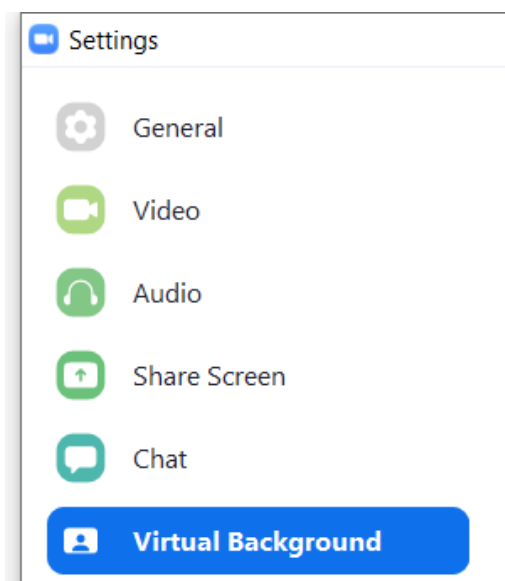 Settings
General
Video
Audio
Share Screen
Chat
Virtual Background